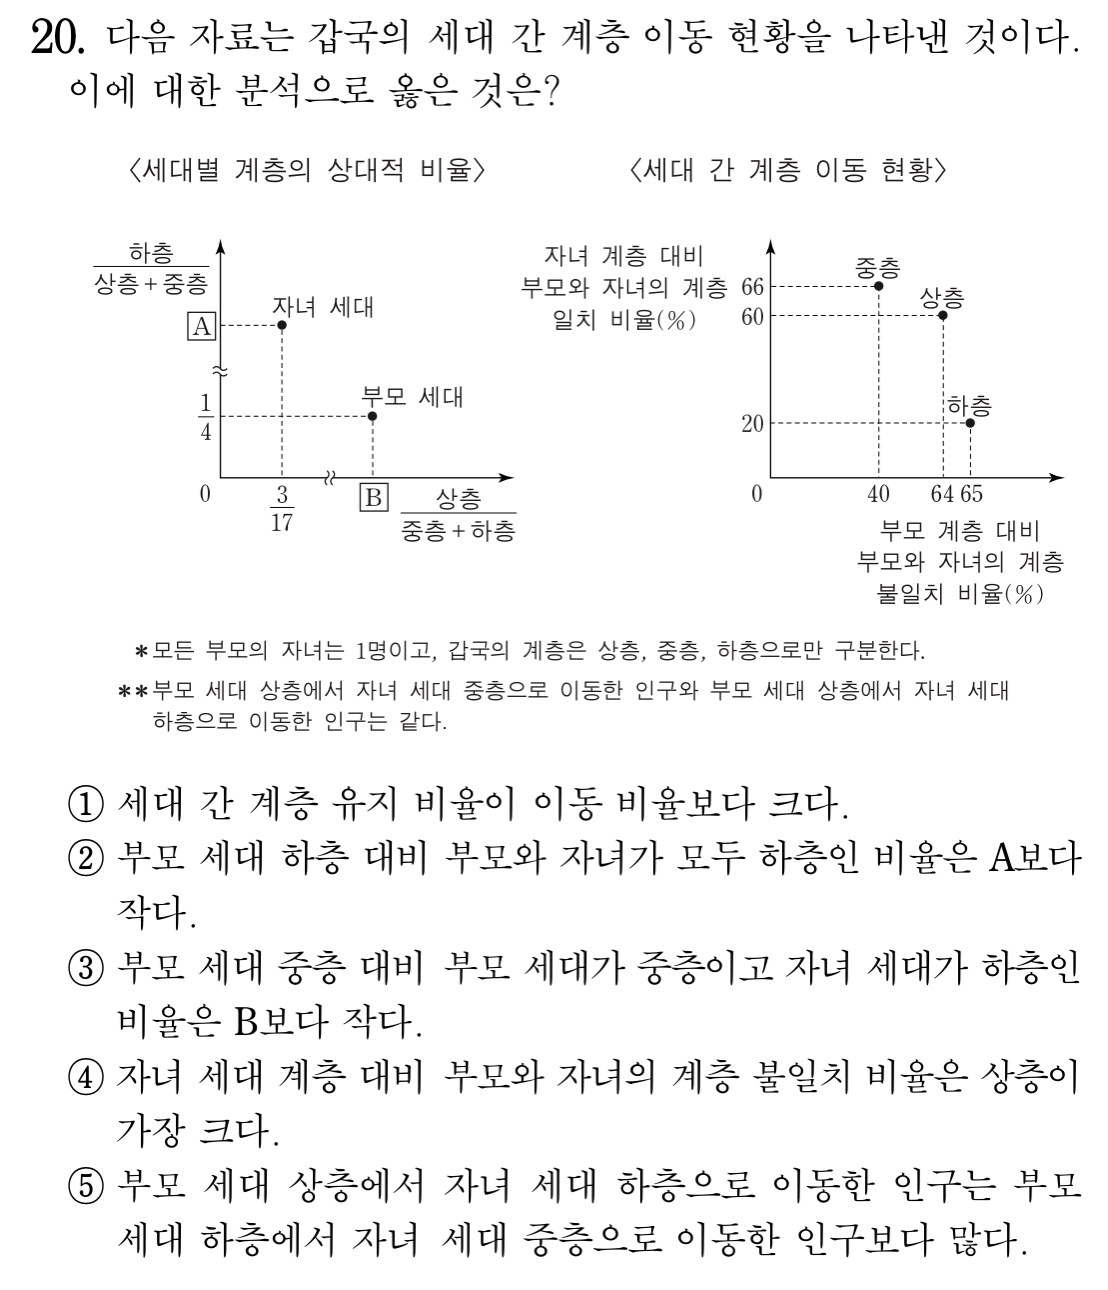 20. 다음 자료는 갑국의 세대 간 계층 이동 현황을 나타낸 것이다.
이에 대한 분석으로 옳은 것은?
〈세대별 계층의 상대적 비율〉
하층
상층+중층
자녀 세대
A
부모 세대
1
4
0
3
17
B
상층
중층+하층
〈세대 간 계층 이동 현황〉
자녀 계층 대비
부모와 자녀의 계층
일치 비율(%)
66
60
20
중층
상층
하층
0
40
64 65
부모 계층 대비
부모와 자녀의 계층
불일치 비율(%)
*모든 부모의 자녀는 1명이고, 갑국의 계층은 상층, 중층, 하층으로만 구분한다.
**부모 세대 상층에서 자녀 세대 중층으로 이동한 인구와 부모 세대 상층에서 자녀 세대
하층으로 이동한 인구는 같다.
① 세대 간 계층 유지 비율이 이동 비율보다 크다.
② 부모 세대 하층 대비 부모와 자녀가 모두 하층인 비율은 A보다
작다.
③ 부모 세대 중층 대비 부모 세대가 중층이고 자녀 세대가 하층인
비율은 B보다 작다.
④ 자녀 세대 계층 대비 부모와 자녀의 계층 불일치 비율은 상층이
가장 크다.
⑤ 부모 세대 상층에서 자녀 세대 하층으로 이동한 인구는 부모
세대 하층에서 자녀 세대 중층으로 이동한 인구보다 많다.